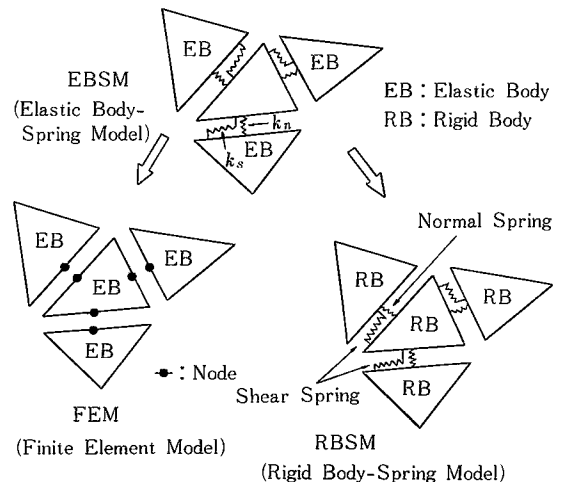 EB
EB
EBSM
(Elastic Body-
Spring Model)
EB : Elastic Body
RB : Rigid Body
kn
ks
EB
Normal Spring
EB
EB
EB
EB
RB
RB
RB
RB
: Node
Shear Spring
FEM
(Finite Element Model)
RBSM
(Rigid Body-Spring Model)